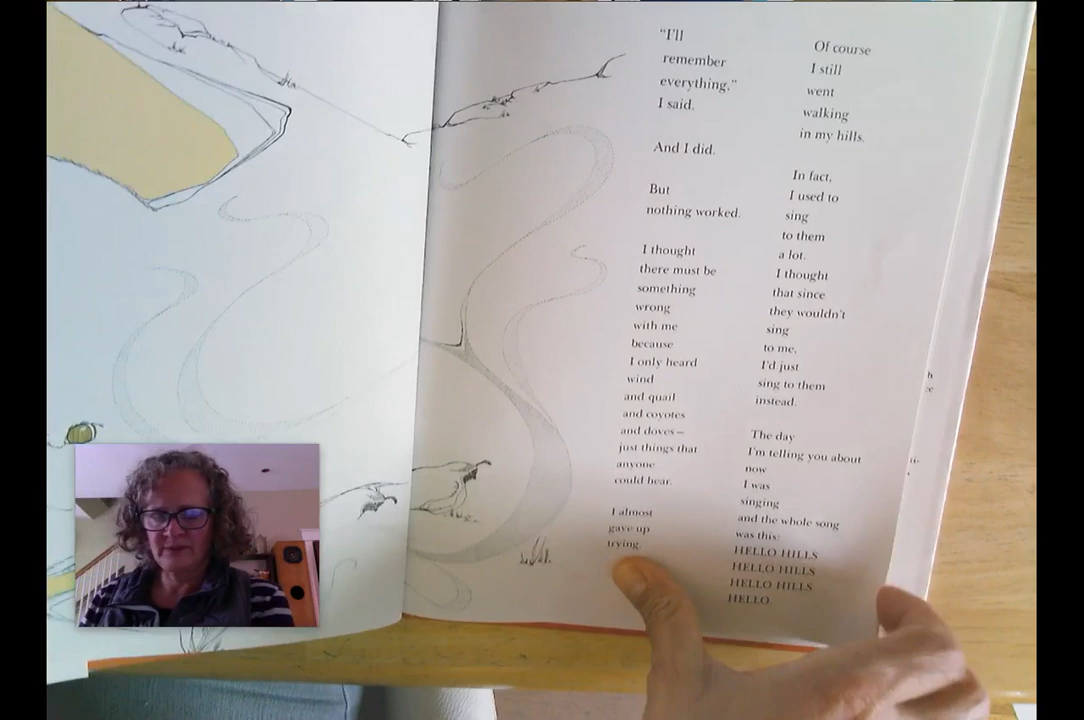 "I'll
remember
everything,"
I said.
And I did.
But
nothing worked.
I thought
there must be
something
wrong
with me
because
I only heard
wind
and quail
and coyotes
and doves—
just things that
anyone
could hear.
I almost
gave up
trying.
Of course
I still
went
walking
in my hills.
In fact,
I used to
sing
to them
a lot.
I thought
that since
they wouldn't
sing
to me,
I'd just
sing to them
instead.
The day
I'm telling you about
now
I was
singing
and the whole song
was this:
HELLO HILLS
HELLO HILLS
HELLO HILLS
HELLO